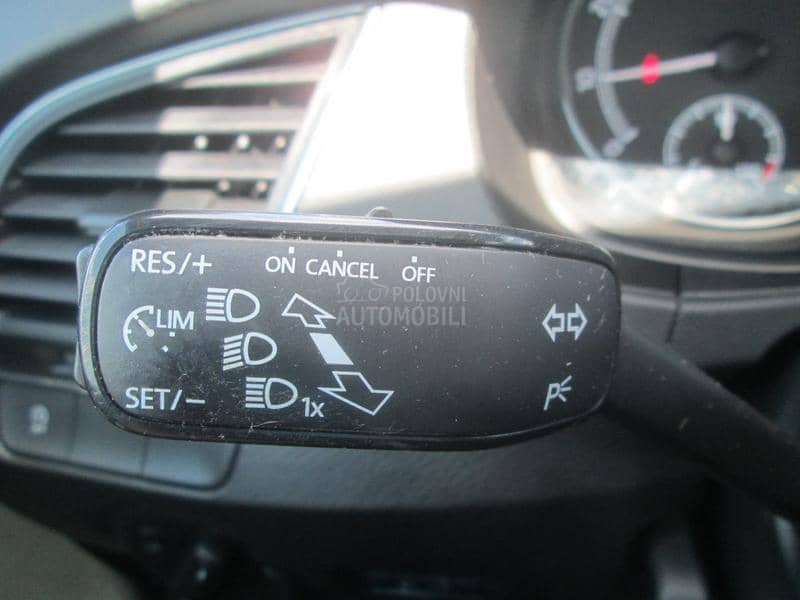 RES/+ ON CANCEL OFF
POLOVNI
AUTOMOBILI
LIM
SET/- 1x P